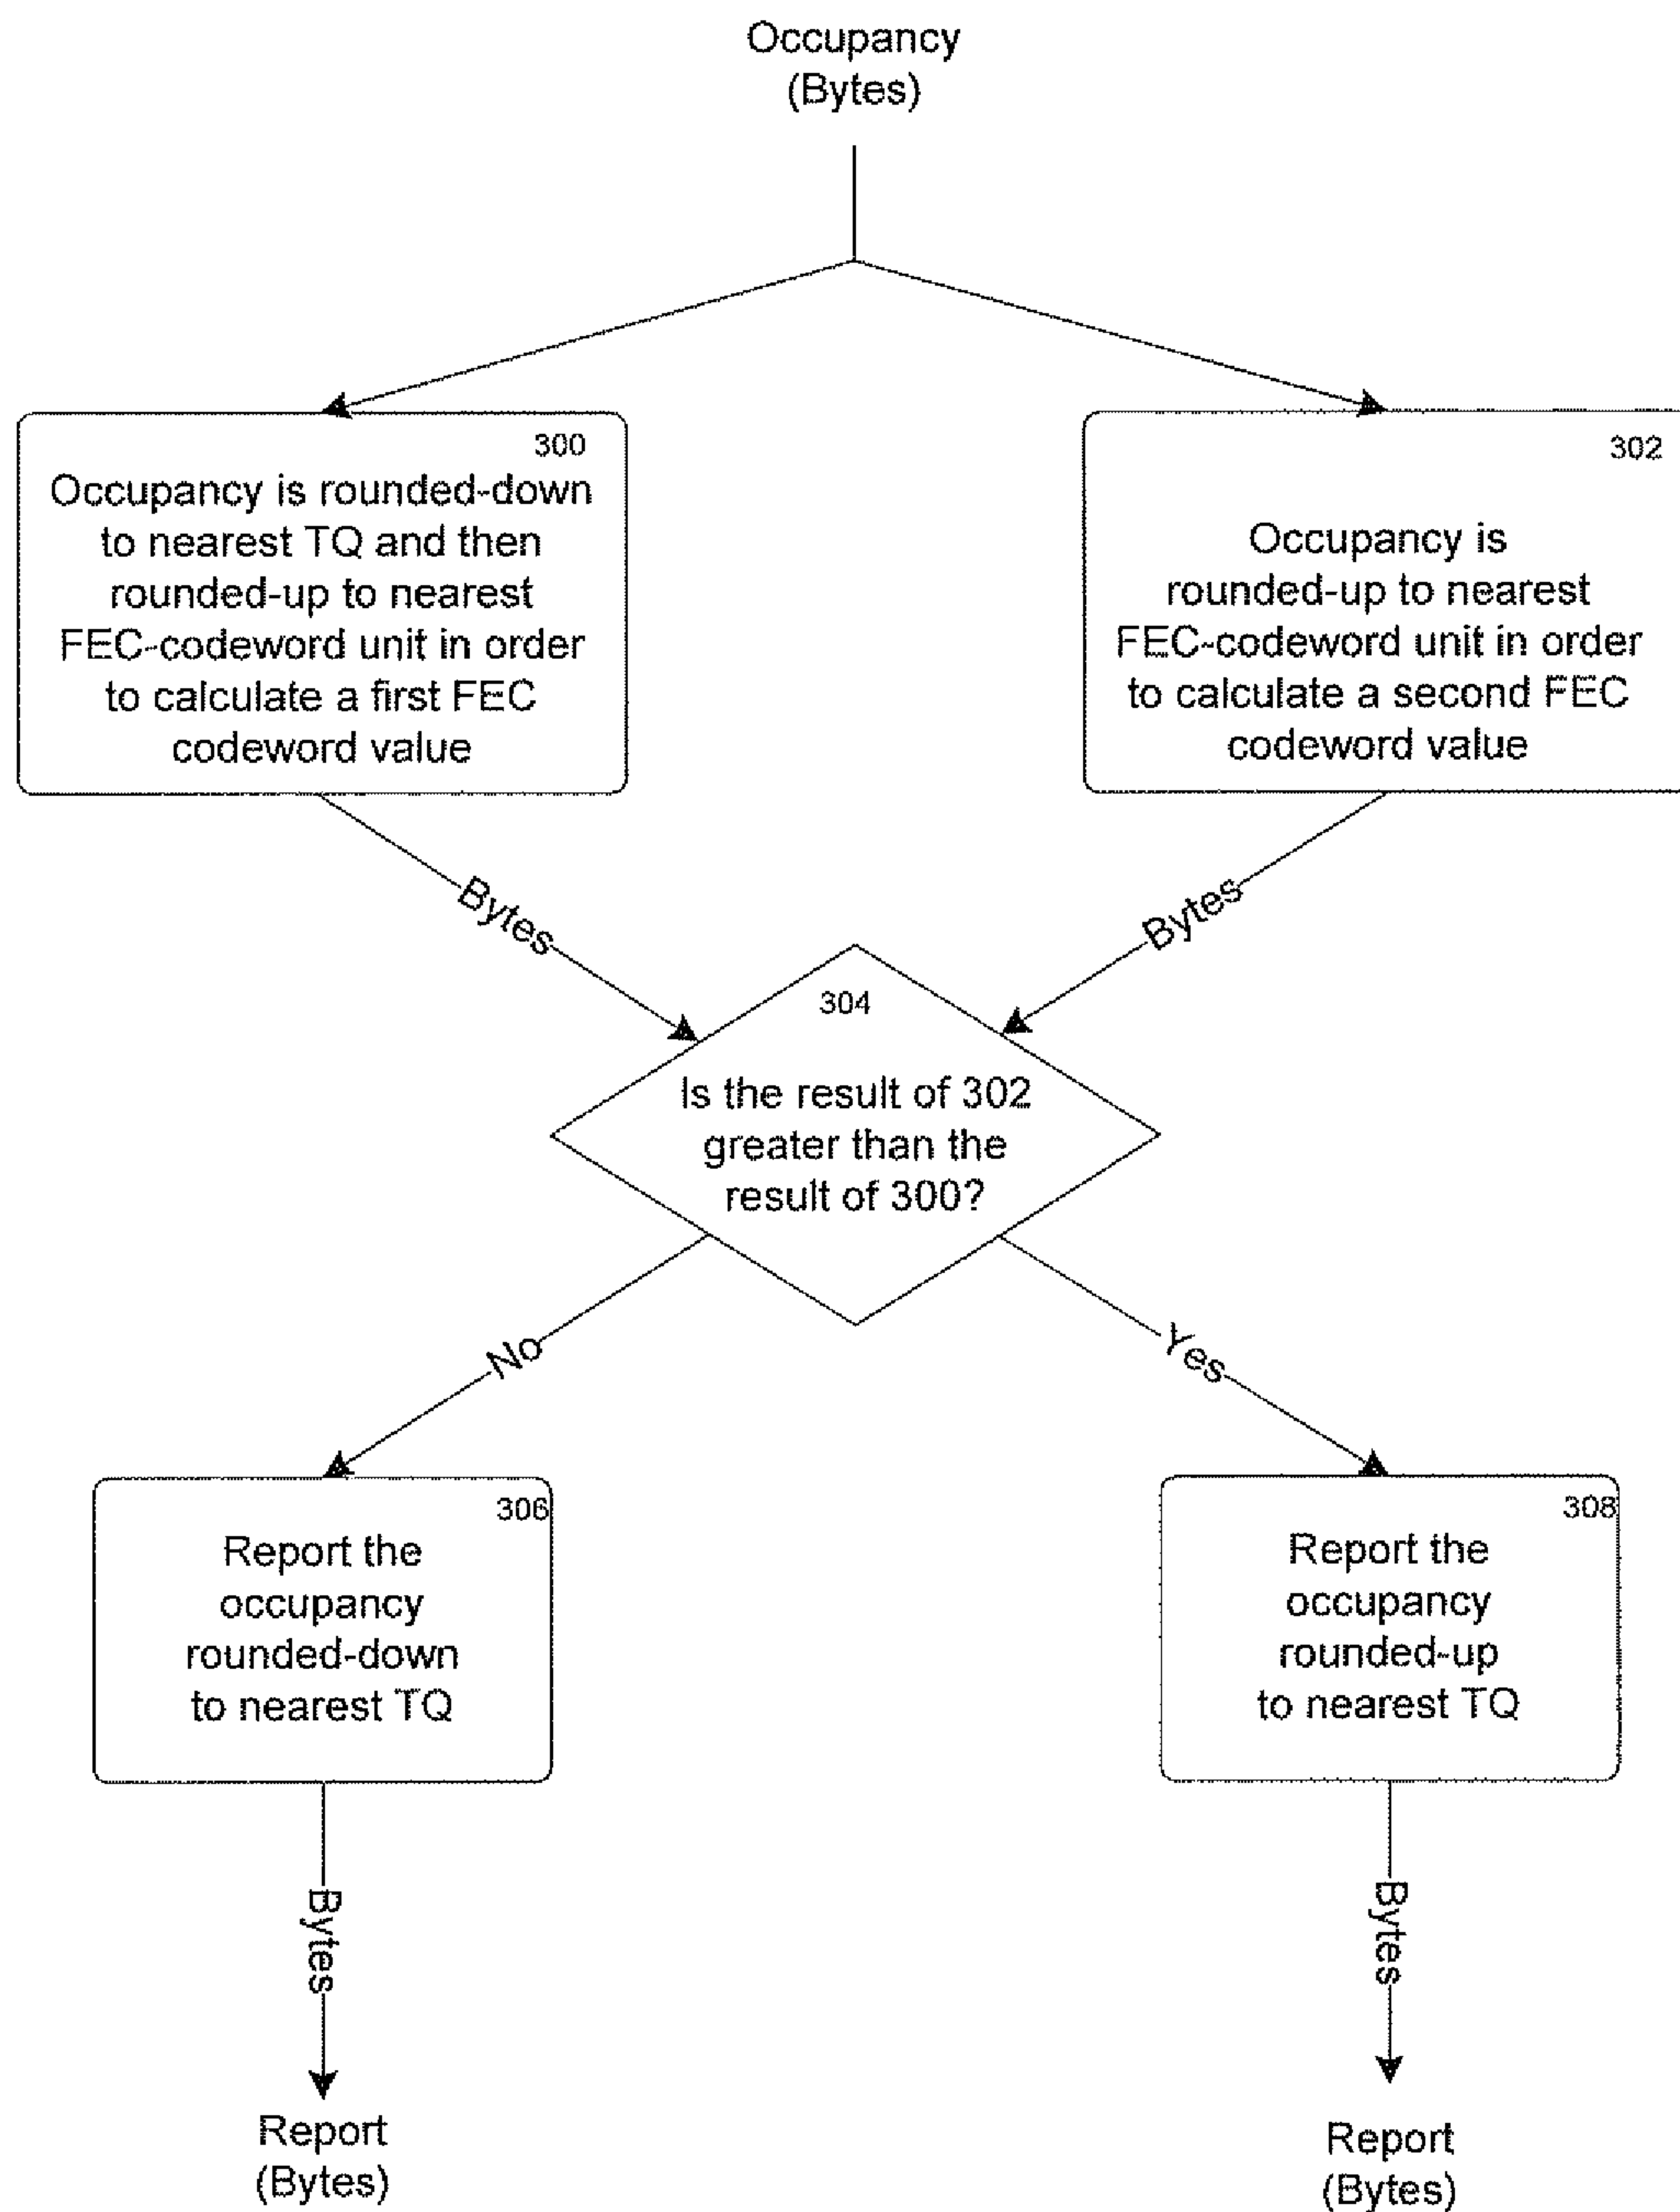 Occupancy
(Bytes)
300
Occupancy is rounded-down
to nearest TQ and then
rounded-up to nearest
FEC-codeword unit in order
to calculate a first FEC
codeword value
302
Occupancy is
rounded-up to nearest
FEC-codeword unit in order
to calculate a second FEC
codeword value
Bytes
Bytes
304
Is the result of 302
greater than the
result of 300?
No
Yes
306
Report the
occupancy
rounded-down
to nearest TQ
308
Report the
occupancy
rounded-up
to nearest TQ
Bytes
Bytes
Report
(Bytes)
Report
(Bytes)